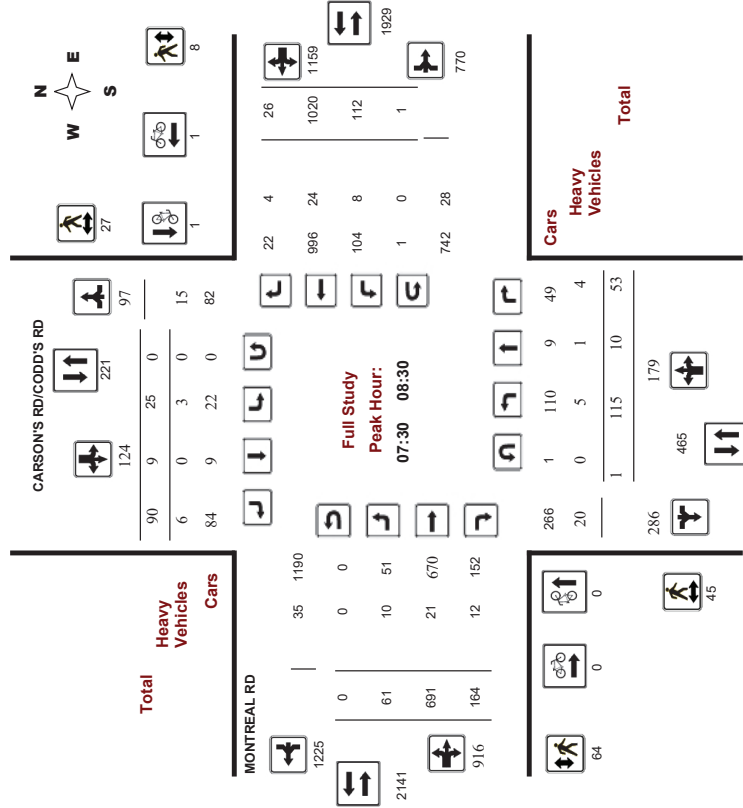 N
W E
S
8
1
1
27
CARSON'S RD/CODD'S RD
97
221
124
90 9 25 0
6 0 3 0 15
84 9 22 0 82
Total
Heavy
Vehicles
Cars
MONTREAL RD
1225
35 1190
0 0 0
61 10 51
691 21 670
164 12 152
2141
916
Full Study
Peak Hour:
07:30 08:30
1929
1159
770
22 4 26
996 24 1020
104 8 112
1 0 1
742 28
Cars
Heavy
Vehicles
Total
266 1 110 9 49
20 0 5 1 4
1 115 10 53
286
179
465
0
0
45
64